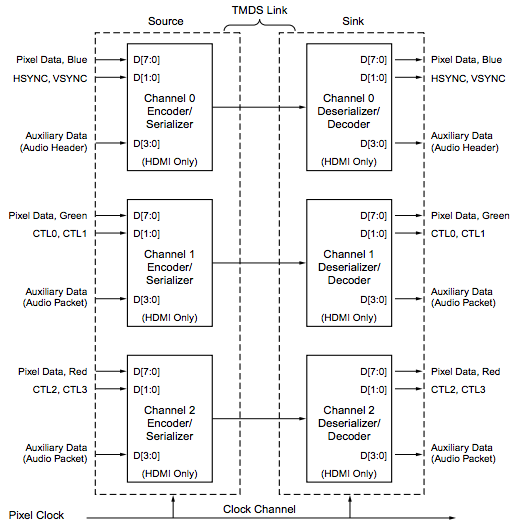 TMDS Link
Source
Sink
Pixel Data, Blue
D[7:0]
HSYNC, VSYNC
D[1:0]
Channel 0
Encoder/
Serializer
Auxiliary Data
(Audio Header)
D[3:0]
(HDMI Only)
D[7:0]
Pixel Data, Blue
D[1:0]
HSYNC, VSYNC
Channel 0
Deserializer/
Decoder
D[3:0]
Auxiliary Data
(Audio Header)
(HDMI Only)
Pixel Data, Green
D[7:0]
CTL0, CTL1
D[1:0]
Channel 1
Encoder/
Serializer
Auxiliary Data
(Audio Packet)
D[3:0]
(HDMI Only)
D[7:0]
Pixel Data, Green
D[1:0]
CTL0, CTL1
Channel 1
Deserializer/
Decoder
D[3:0]
Auxiliary Data
(Audio Packet)
(HDMI Only)
Pixel Data, Red
D[7:0]
CTL2, CTL3
D[1:0]
Channel 2
Encoder/
Serializer
Auxiliary Data
(Audio Packet)
D[3:0]
(HDMI Only)
D[7:0]
Pixel Data, Red
D[1:0]
CTL2, CTL3
Channel 2
Deserializer/
Decoder
D[3:0]
Auxiliary Data
(Audio Packet)
(HDMI Only)
Pixel Clock
Clock Channel